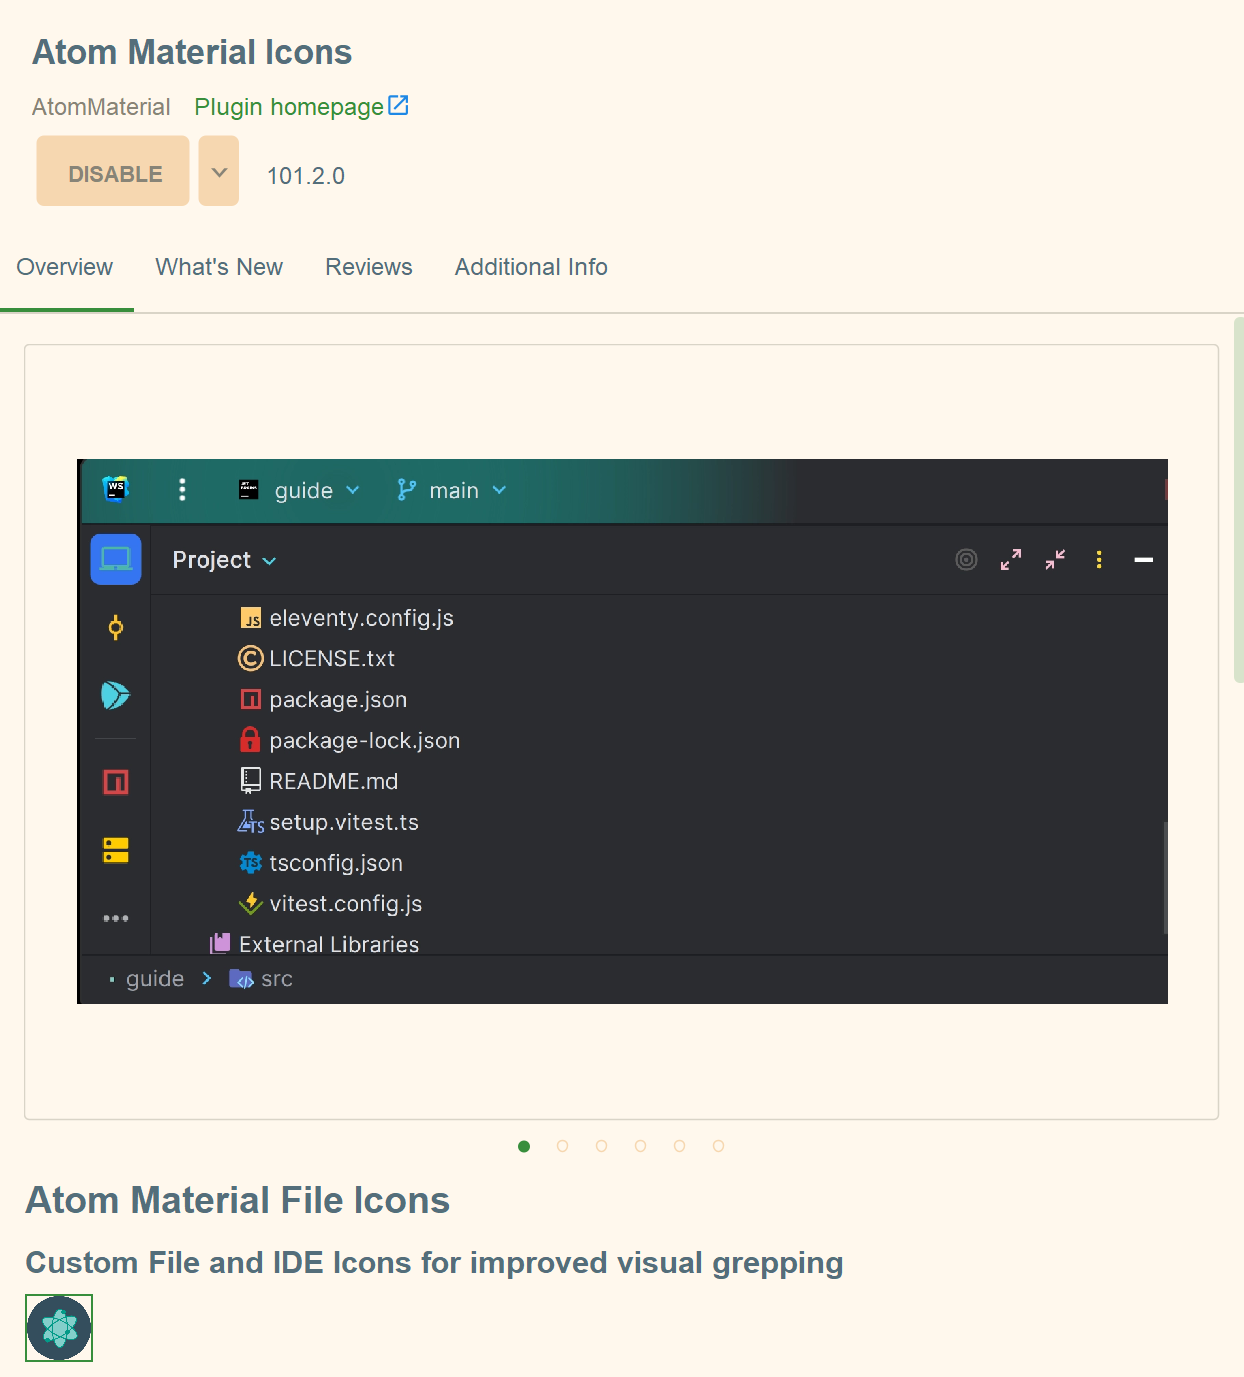 Atom Material Icons
AtomMaterial Plugin homepage
DISABLE 101.2.0
Overview What's New Reviews Additional Info
WS guide main
Project
JS eleventy.config.js
LICENSE.txt
package.json
package-lock.json
README.md
TS setup.vitest.ts
TS tsconfig.json
vitest.config.js
External Libraries
guide src
Atom Material File Icons
Custom File and IDE Icons for improved visual grepping